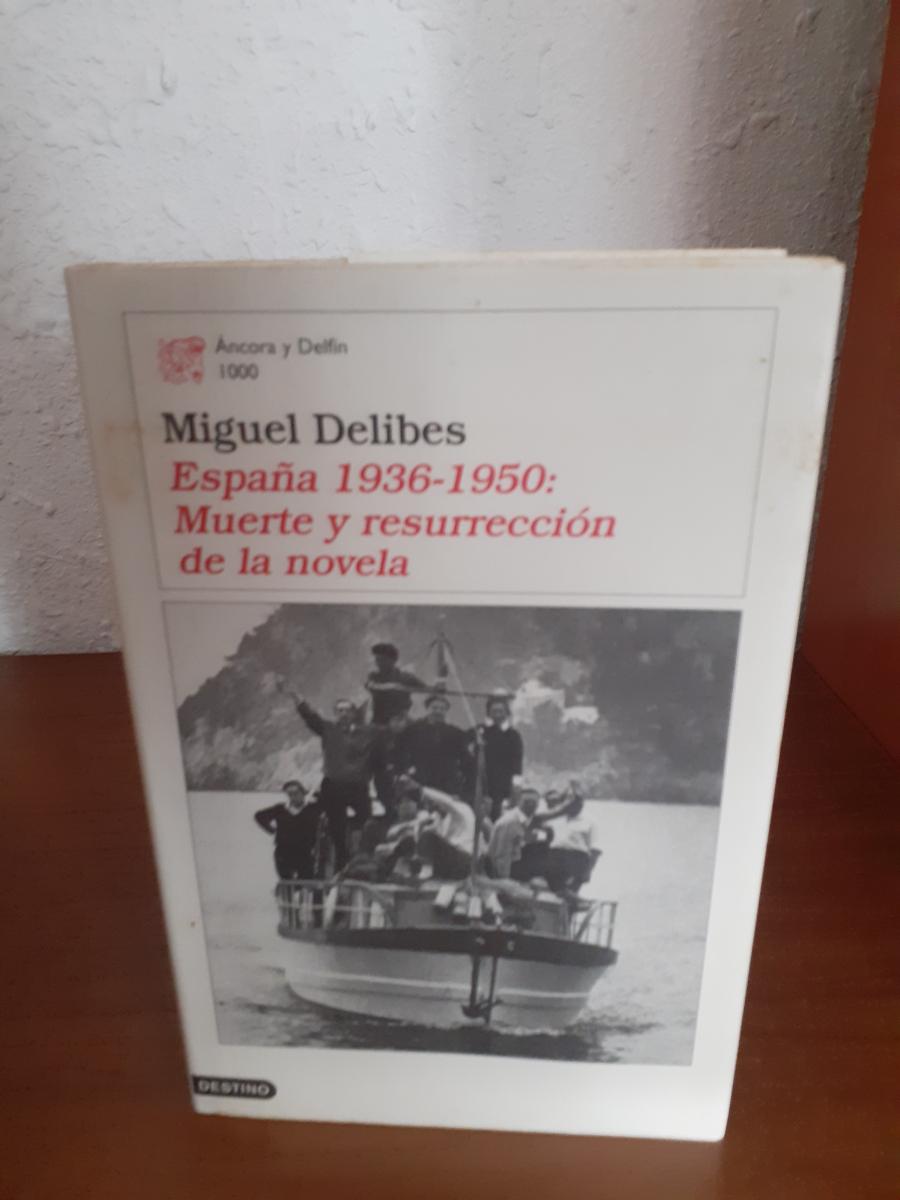 Áncora y Delfín
1000
Miguel Delibes
España 1936-1950:
Muerte y resurrección
de la novela
DESTINO